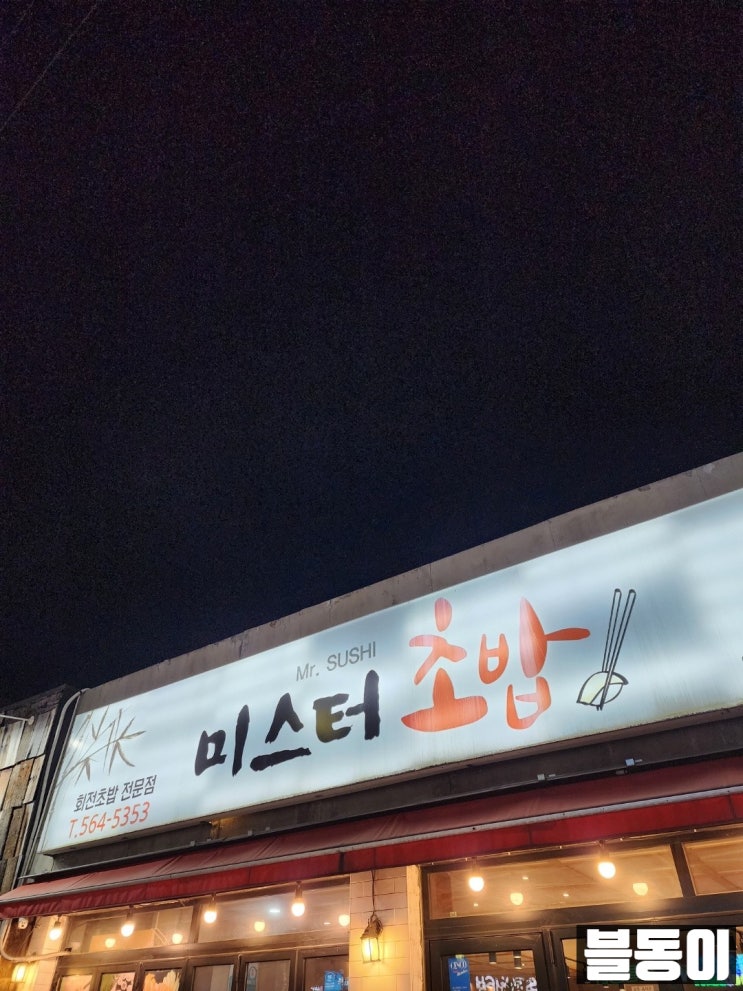 Mr. SUSHI
미스터 초밥
회전초밥 전문점
T.564-5353
블동이